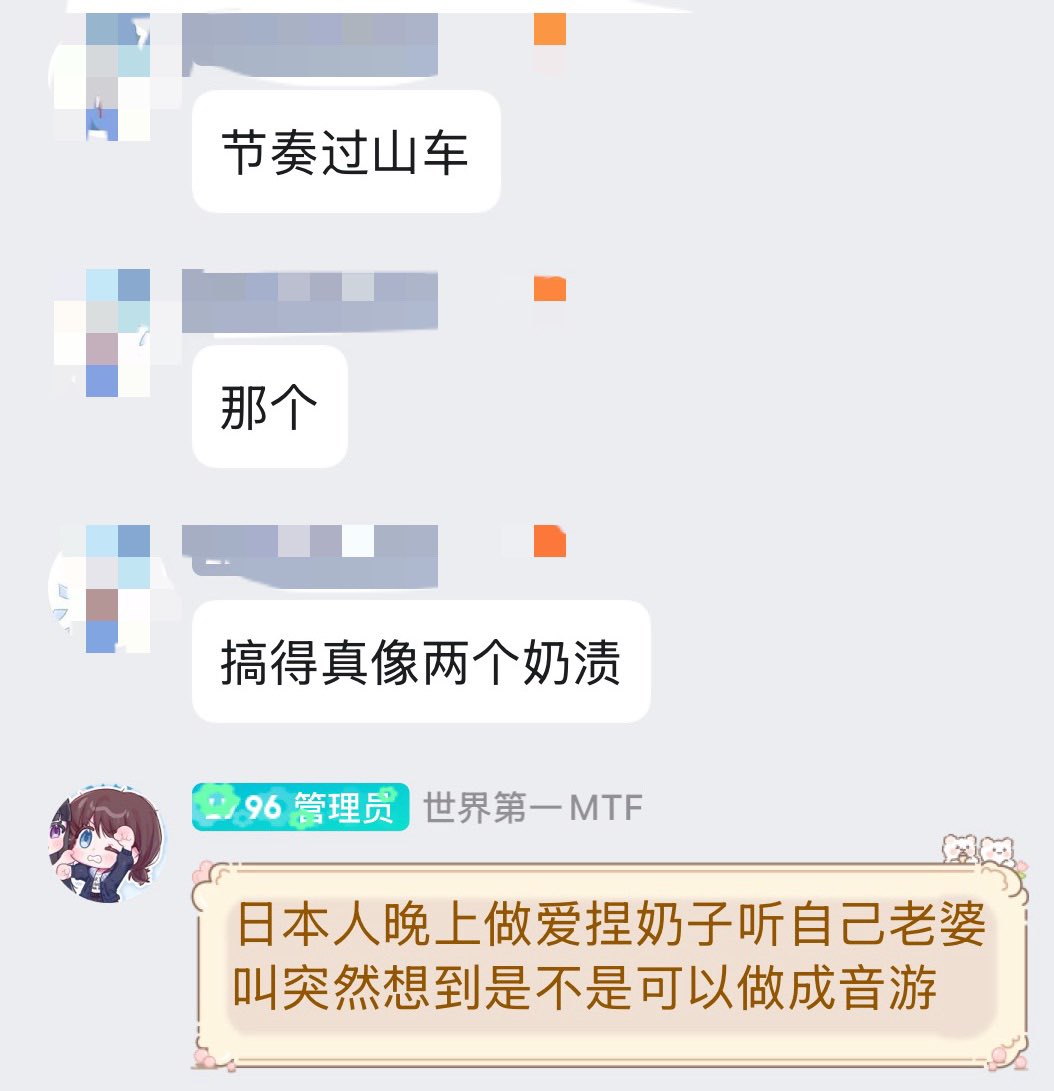 节奏过山车
那个
搞得真像两个奶渍
96 管理员 世界第一MTF
日本人晚上做爱捏奶子听自己老婆
叫突然想到是不是可以做成音游